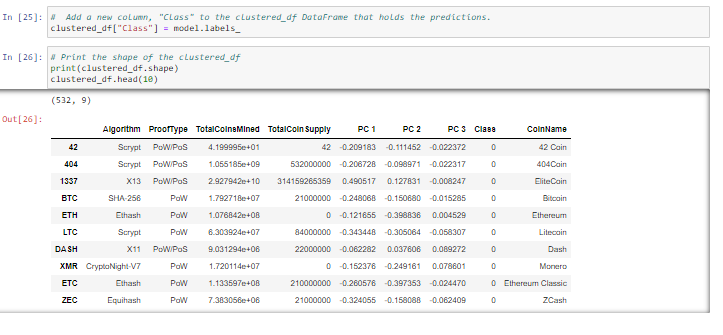 In [25]: # Add a new column, "Class" to the clustered_df DataFrame that holds the predictions.
clustered_df["Class"] = model.labels_
In [26]: # Print the shape of the clustered_df
print(clustered_df.shape)
clustered_df.head(10)
(532, 9)
Out[26]:
Algorithm ProofType TotalCoinsMined TotalCoinSupply PC 1 PC 2 PC 3 Class CoinName
42 Scrypt PoW/PoS 4.199995e+01 42 -0.209183 -0.111452 -0.022372 0 42 Coin
404 Scrypt PoW/PoS 1.055185e+09 532000000 -0.206728 -0.098971 -0.022317 0 404Coin
1337 X13 PoW/PoS 2.927942e+10 314159265359 0.490517 0.127831 -0.008247 0 EliteCoin
BTC SHA-256 PoW 1.792718e+07 21000000 -0.248068 -0.150680 -0.015285 0 Bitcoin
ETH Ethash PoW 1.076842e+08 0 -0.121655 -0.398836 0.004529 0 Ethereum
LTC Scrypt PoW 6.303924e+07 84000000 -0.343448 -0.305064 -0.058307 0 Litecoin
DASH X11 PoW/PoS 9.031294e+06 22000000 -0.062282 0.037606 0.089272 0 Dash
XMR CryptoNight-V7 PoW 1.720114e+07 0 -0.152376 -0.249161 0.078601 0 Monero
ETC Ethash PoW 1.133597e+08 210000000 -0.260576 -0.397353 -0.024470 0 Ethereum Classic
ZEC Equihash PoW 7.383056e+06 21000000 -0.324055 -0.158088 -0.062409 0 ZCash